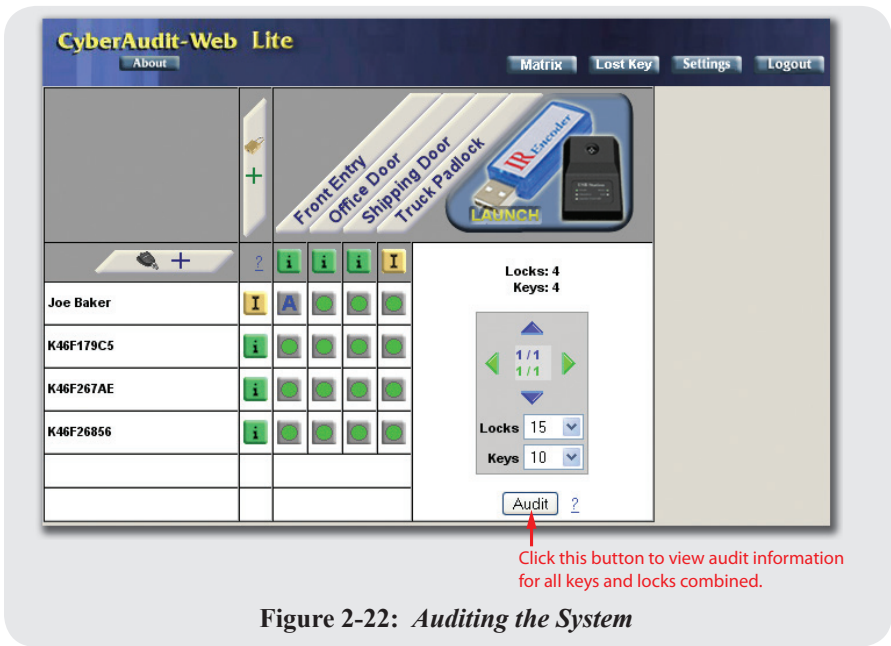 CyberAudit-Web Lite
About
Matrix Lost Key Settings Logout
+
Front Entry
Office Door
Shipping Door
Truck Padlock
IR Encoder
LAUNCH
+ ? i i i I
Locks: 4
Keys: 4
Joe Baker I A
K46F179C5 i
K46F267AE i
K46F26856 i
1/1
1/1
Locks 15
Keys 10
Audit ?
Click this button to view audit information
for all keys and locks combined.
Figure 2-22: Auditing the System